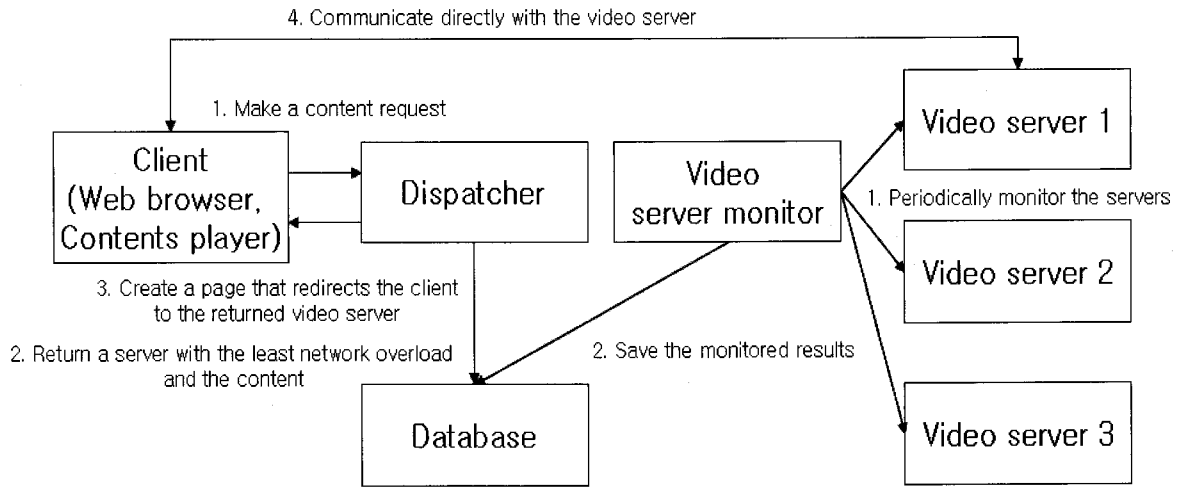 4. Communicate directly with the video server
1. Make a content request
Client
(Web browser,
Contents player)
Dispatcher
Video
server monitor
Video server 1
1. Periodically monitor the servers
Video server 2
3. Create a page that redirects the client
to the returned video server
2. Return a server with the least network overload
and the content
2. Save the monitored results
Database
Video server 3